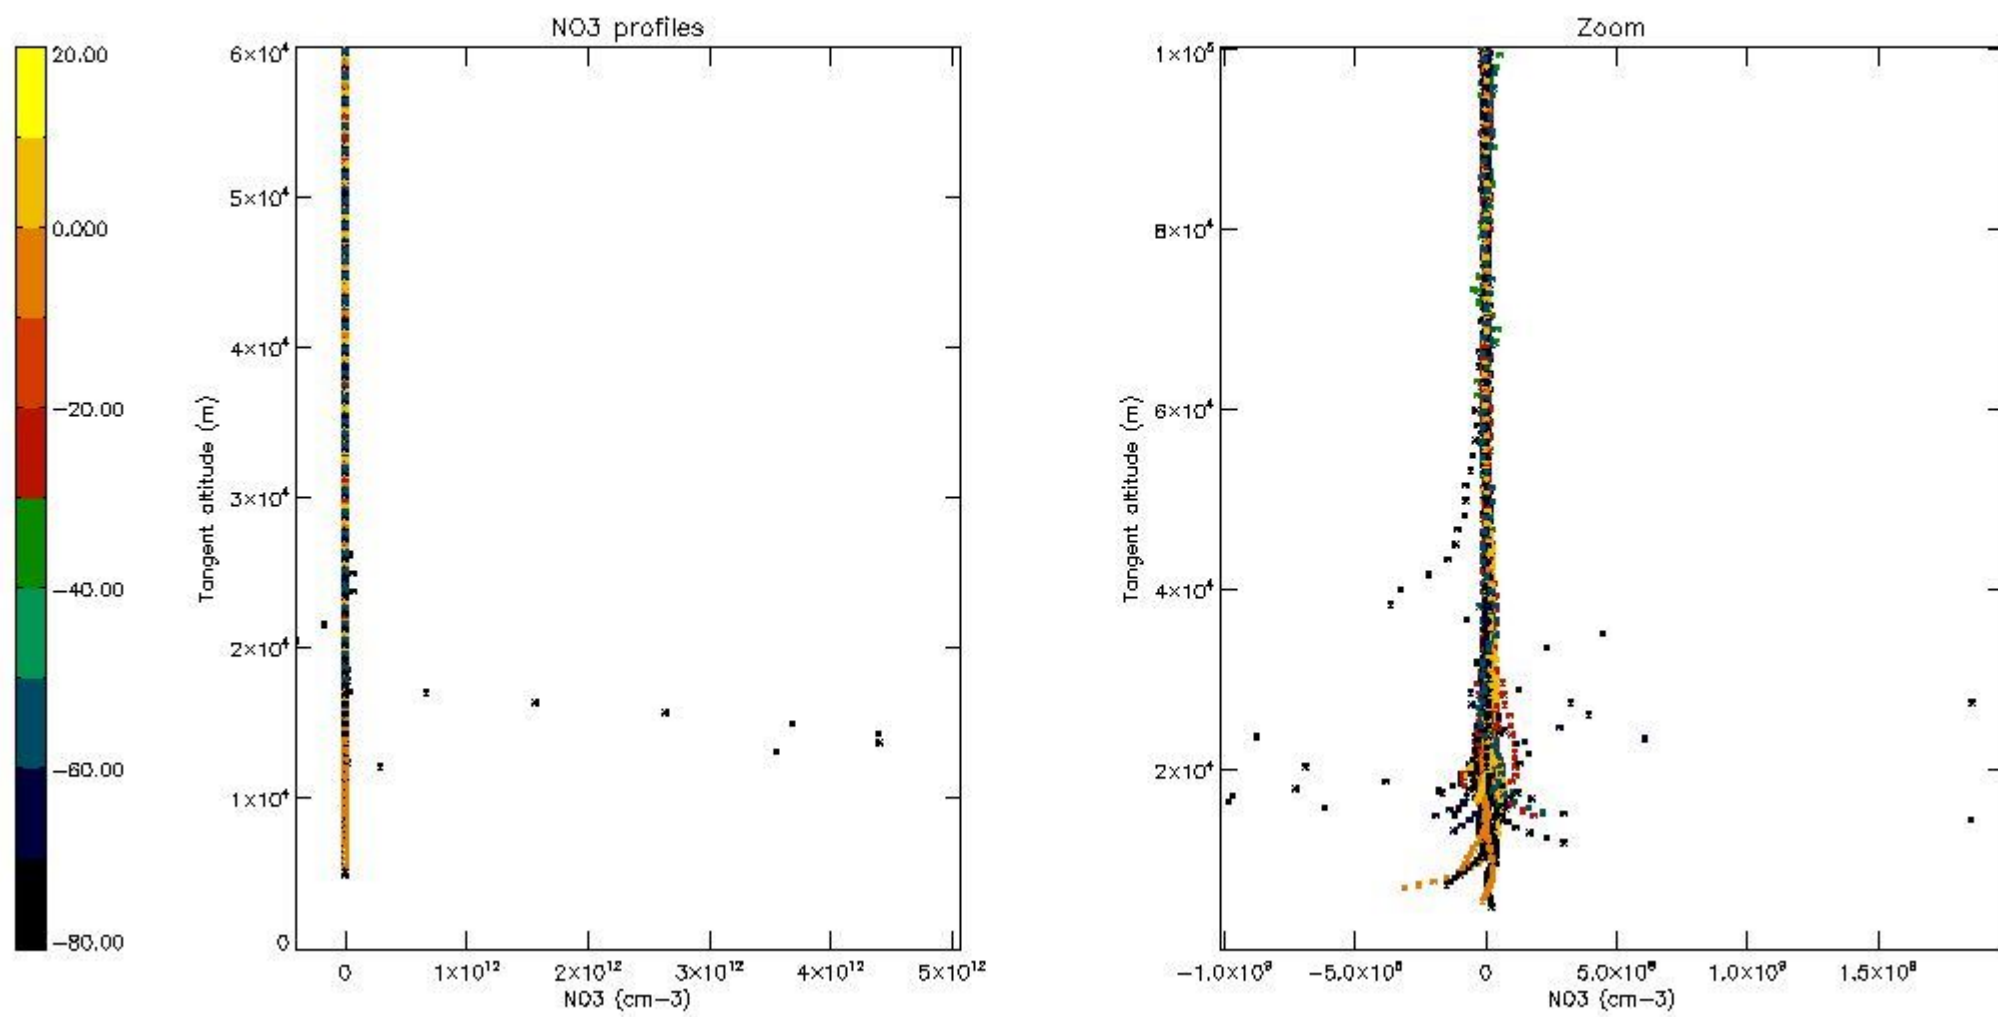 NO3 profiles
20.00
0.000
−20.00
−40.00
−60.00
−80.00
Tangent altitude (m)
6×10⁴
5×10⁴
4×10⁴
3×10⁴
2×10⁴
1×10⁴
0
0 1×10¹² 2×10¹² 3×10¹² 4×10¹² 5×10¹²
NO3 (cm−3)
Zoom
Tangent altitude (m)
1×10⁵
8×10⁴
6×10⁴
4×10⁴
2×10⁴
−1.0×10⁹ −5.0×10⁸ 0 5.0×10⁸ 1.0×10⁹ 1.5×10⁹
NO3 (cm−3)